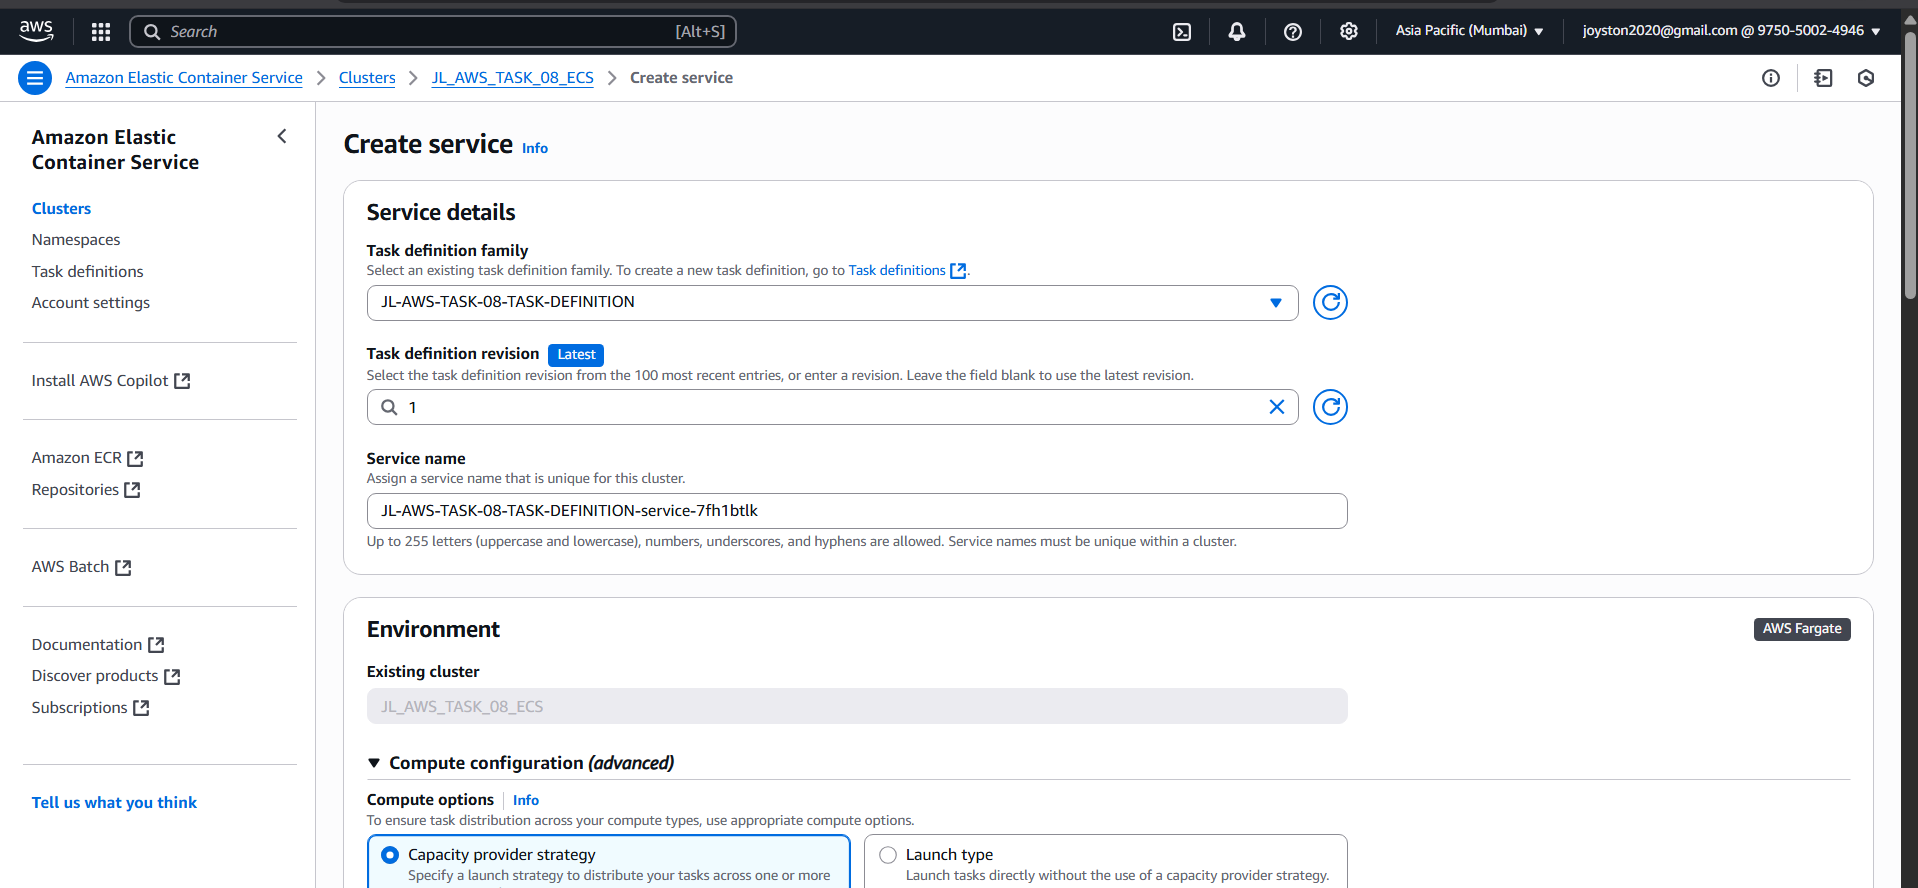 aws
Search
[Alt+S]
Asia Pacific (Mumbai)
joyston2020@gmail.com @ 9750-5002-4946
Amazon Elastic Container Service
Clusters
JL_AWS_TASK_08_ECS
Create service
Amazon Elastic
Container Service
Clusters
Namespaces
Task definitions
Account settings
Install AWS Copilot
Amazon ECR
Repositories
AWS Batch
Documentation
Discover products
Subscriptions
Tell us what you think
Create service Info
Service details
Task definition family
Select an existing task definition family. To create a new task definition, go to Task definitions.
JL-AWS-TASK-08-TASK-DEFINITION
Task definition revision Latest
Select the task definition revision from the 100 most recent entries, or enter a revision. Leave the field blank to use the latest revision.
1
Service name
Assign a service name that is unique for this cluster.
JL-AWS-TASK-08-TASK-DEFINITION-service-7fh1btlk
Up to 255 letters (uppercase and lowercase), numbers, underscores, and hyphens are allowed. Service names must be unique within a cluster.
Environment
AWS Fargate
Existing cluster
JL_AWS_TASK_08_ECS
Compute configuration (advanced)
Compute options Info
To ensure task distribution across your compute types, use appropriate compute options.
Capacity provider strategy
Specify a launch strategy to distribute your tasks across one or more
Launch type
Launch tasks directly without the use of a capacity provider strategy.